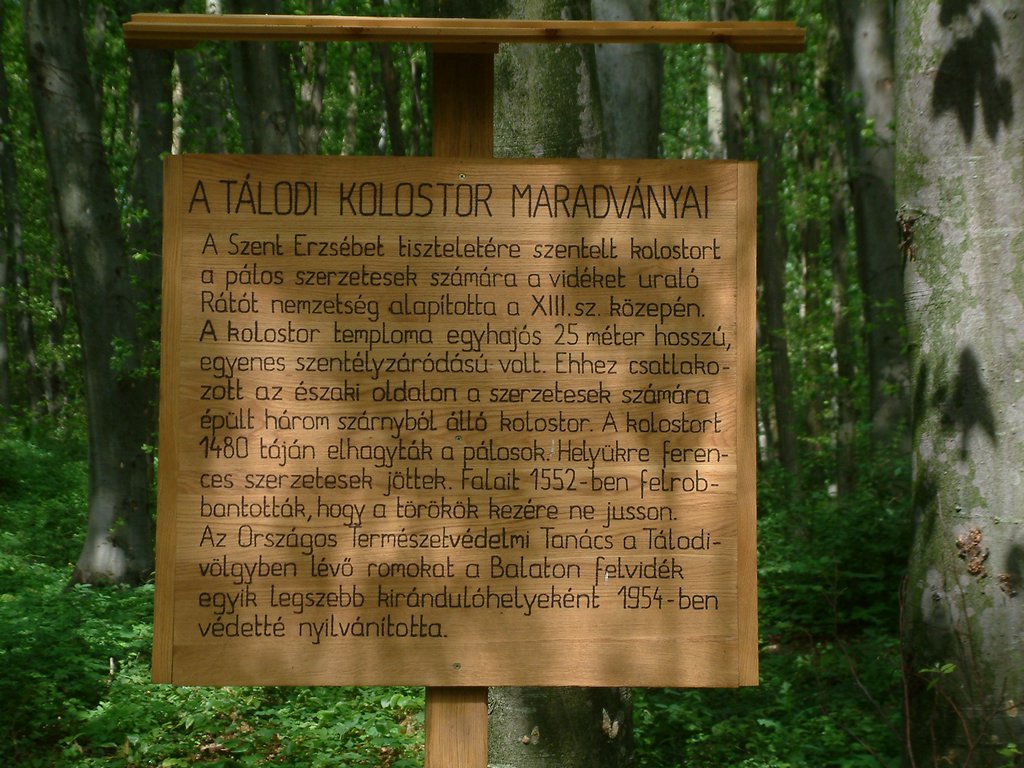 A TÁLODI KOLOSTOR MARADVÁNYAI
A Szent Erzsébet tiszteletére szentelt kolostort
a pálos szerzetesek számára a vidéket uraló
Rátót nemzetség alapította a XIII.sz. közepén.
A kolostor temploma egyhajós 25 méter hosszú,
egyenes szentélyzáródású volt. Ehhez csatlako-
zott az északi oldalon a szerzetesek számára
épült három szárnyból álló kolostor. A kolostort
1480 táján elhagyták a pálosok. Helyükre feren-
ces szerzetesek jöttek. Falait 1552-ben felrob-
bantották, hogy a törökök kezére ne jusson.
Az Országos Természetvédelmi Tanács a Tálodi-
völgyben lévő romokat a Balaton felvidék
egyik legszebb kirándulóhelyeként 1954-ben
védetté nyilvánította.